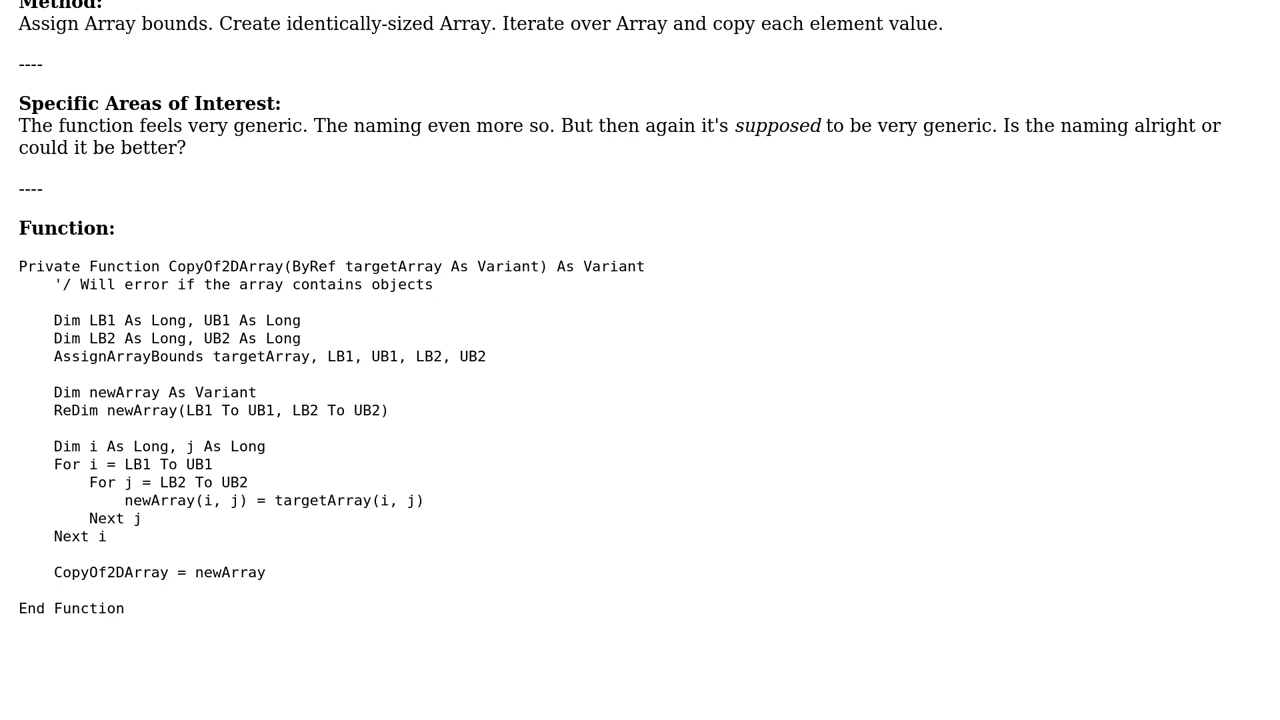 Method:
Assign Array bounds. Create identically-sized Array. Iterate over Array and copy each element value.
----
Specific Areas of Interest:
The function feels very generic. The naming even more so. But then again it's supposed to be very generic. Is the naming alright or
could it be better?
----
Function:
Private Function CopyOf2DArray(ByRef targetArray As Variant) As Variant
    '/ Will error if the array contains objects
    Dim LB1 As Long, UB1 As Long
    Dim LB2 As Long, UB2 As Long
    AssignArrayBounds targetArray, LB1, UB1, LB2, UB2
    Dim newArray As Variant
    ReDim newArray(LB1 To UB1, LB2 To UB2)
    Dim i As Long, j As Long
    For i = LB1 To UB1
        For j = LB2 To UB2
            newArray(i, j) = targetArray(i, j)
        Next j
    Next i
    CopyOf2DArray = newArray
End Function